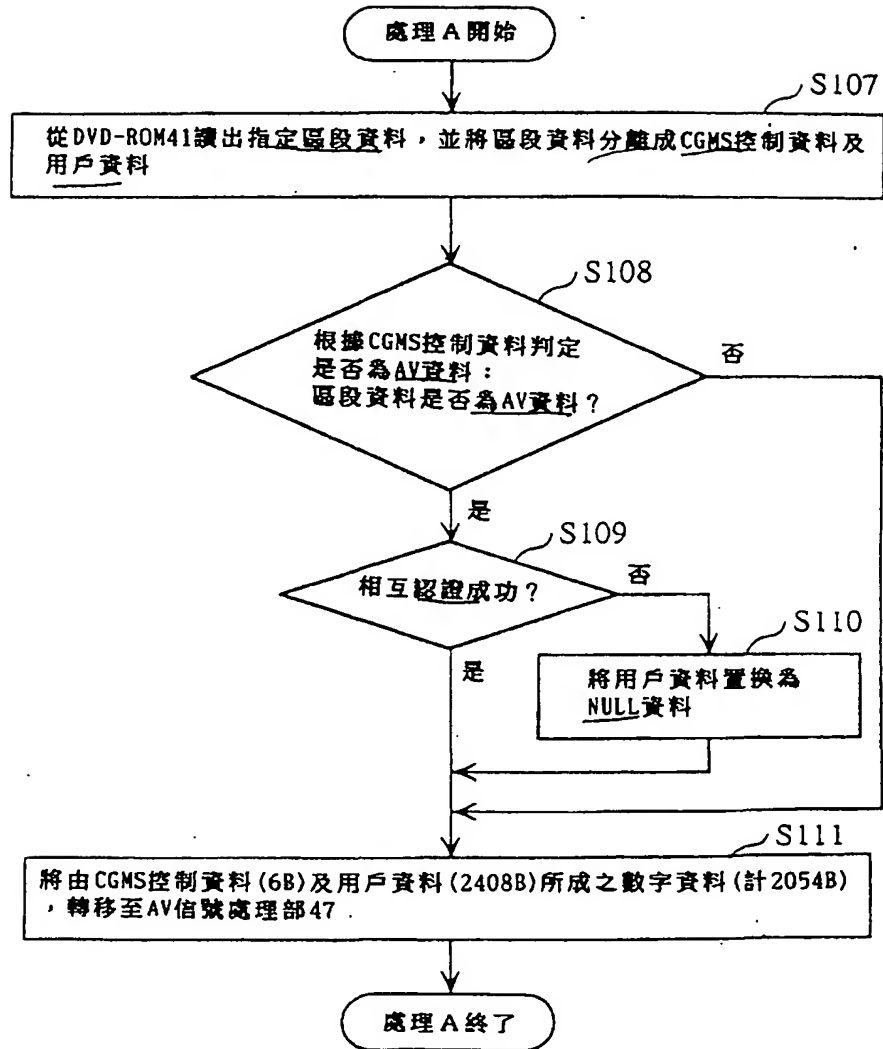 處理A開始
S107
從DVD-ROM41讀出指定區段資料，並將區段資料分離成CGMS控制資料及
用戶資料
S108
根據CGMS控制資料判定
是否為AV資料：
區段資料是否為AV資料？
否
是
S109
相互認證成功？
否
是
S110
將用戶資料置換為
NULL資料
S111
將由CGMS控制資料(6B)及用戶資料(2408B)所成之數字資料(計2054B)
，轉移至AV信號處理部47
處理A終了